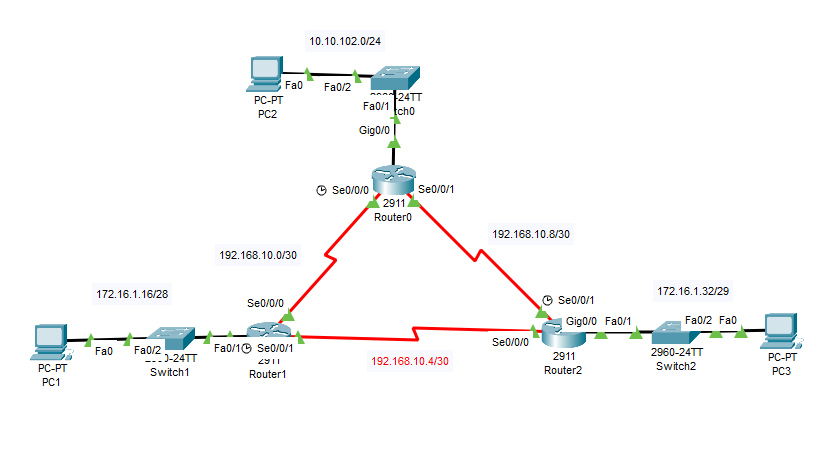 10.10.102.0/24
Fa0
Fa0/2
-24TT
PC-PT
PC2
Fa0/1
ch0
Gig0/0
Se0/0/0
Se0/0/1
2911
Router0
192.168.10.8/30
192.168.10.0/30
172.16.1.16/28
172.16.1.32/29
Se0/0/0
Se0/0/1
Gig0/0
Fa0/1
Fa0/2
Fa0
Fa0
Fa0/2
Fa0/1
Se0/0/1
Se0/0/0
-24TT
Switch1
2911
Router1
192.168.10.4/30
2911
Router2
2960-24TT
Switch2
PC-PT
PC1
PC-PT
PC3